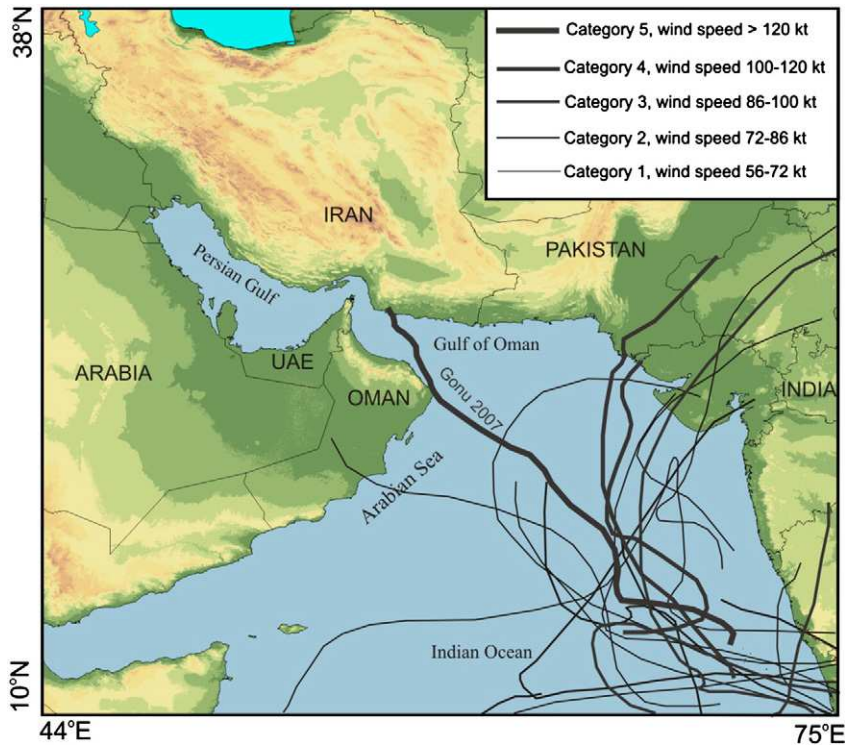 38°N
Category 5, wind speed > 120 kt
Category 4, wind speed 100-120 kt
Category 3, wind speed 86-100 kt
Category 2, wind speed 72-86 kt
Category 1, wind speed 56-72 kt
IRAN
PAKISTAN
Persian Gulf
Gulf of Oman
UAE
ARABIA
OMAN
Gonu 2007
INDIA
Arabian Sea
Indian Ocean
10°N
44°E
75°E